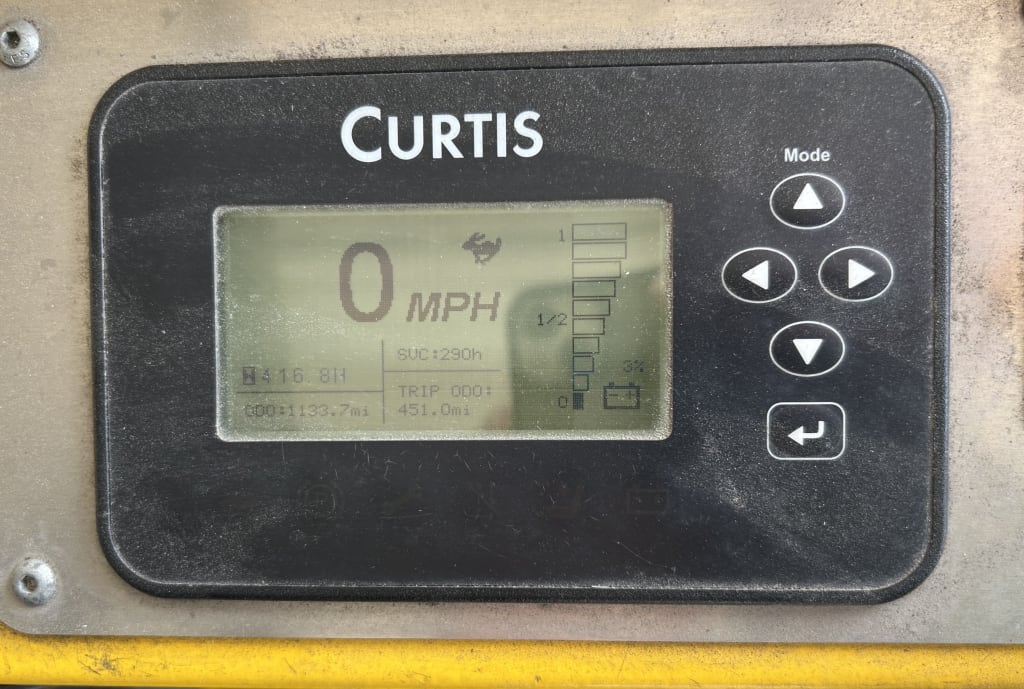 CURTIS
Mode
0 MPH
1
1/2
0
3%
SVC:290h
416.8H
ODO:1133.7mi
TRIP ODO:
451.0mi